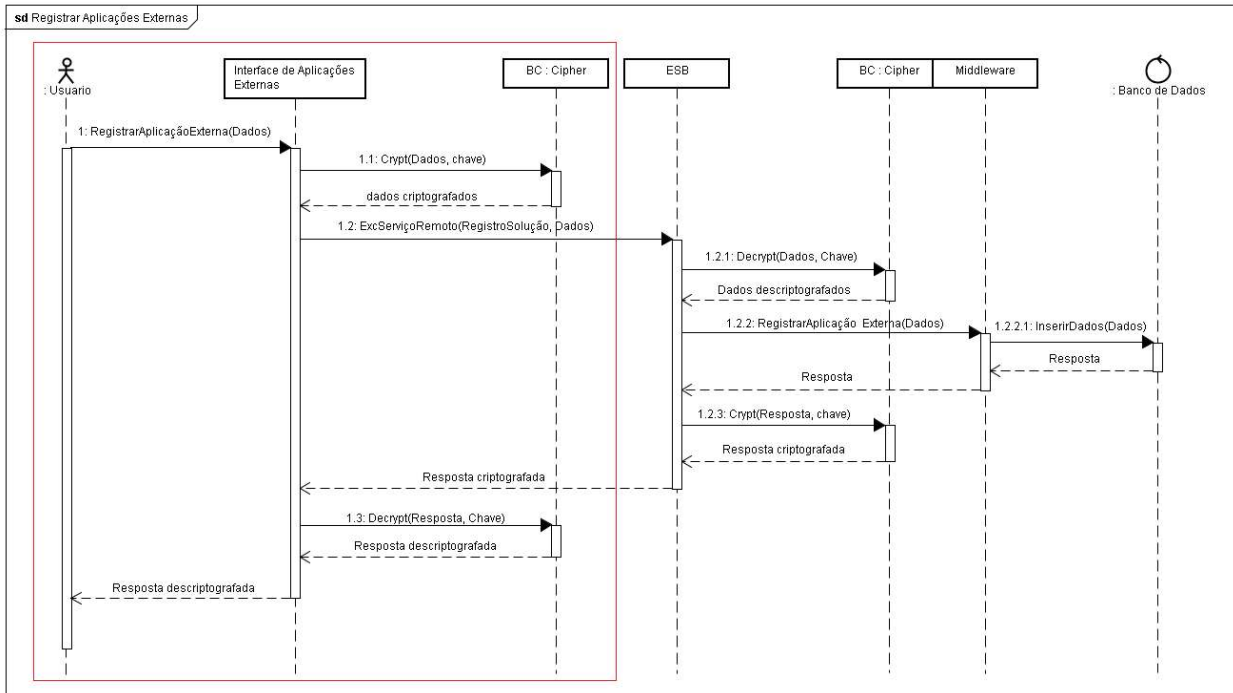 sd Registrar Aplicações Externas
: Usuario
Interface de Aplicações
Externas
BC : Cipher
ESB
BC : Cipher
Middleware
: Banco de Dados
1: RegistrarAplicaçãoExterna(Dados)
1.1: Crypt(Dados, chave)
dados criptografados
1.2: ExcServiçoRemoto(RegistroSolução, Dados)
1.2.1: Decrypt(Dados, Chave)
Dados descriptografados
1.2.2: RegistrarAplicação Externa(Dados)
1.2.2.1: InserirDados(Dados)
Resposta
Resposta
1.2.3: Crypt(Resposta, chave)
Resposta criptografada
Resposta criptografada
1.3: Decrypt(Resposta, Chave)
Resposta descriptografada
Resposta descriptografada